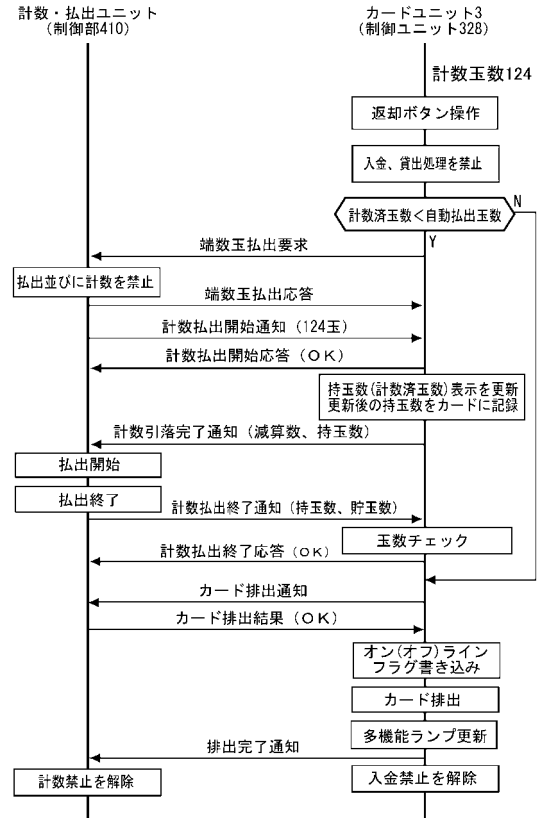 計数・払出ユニット
(制御部410)
カードユニット3
(制御ユニット328)
計数玉数124
返却ボタン操作
入金、貸出処理を禁止
計数済玉数＜自動払出玉数
N
Y
端数玉払出要求
払出並びに計数を禁止
端数玉払出応答
計数払出開始通知（124玉）
計数払出開始応答（ＯＫ）
持玉数(計数済玉数)表示を更新
更新後の持玉数をカードに記録
計数引落完了通知（減算数、持玉数）
払出開始
払出終了
計数払出終了通知（持玉数、貯玉数）
玉数チェック
計数払出終了応答（ＯＫ）
カード排出通知
カード排出結果（ＯＫ）
オン(オフ)ライン
フラグ書き込み
カード排出
多機能ランプ更新
排出完了通知
計数禁止を解除
入金禁止を解除